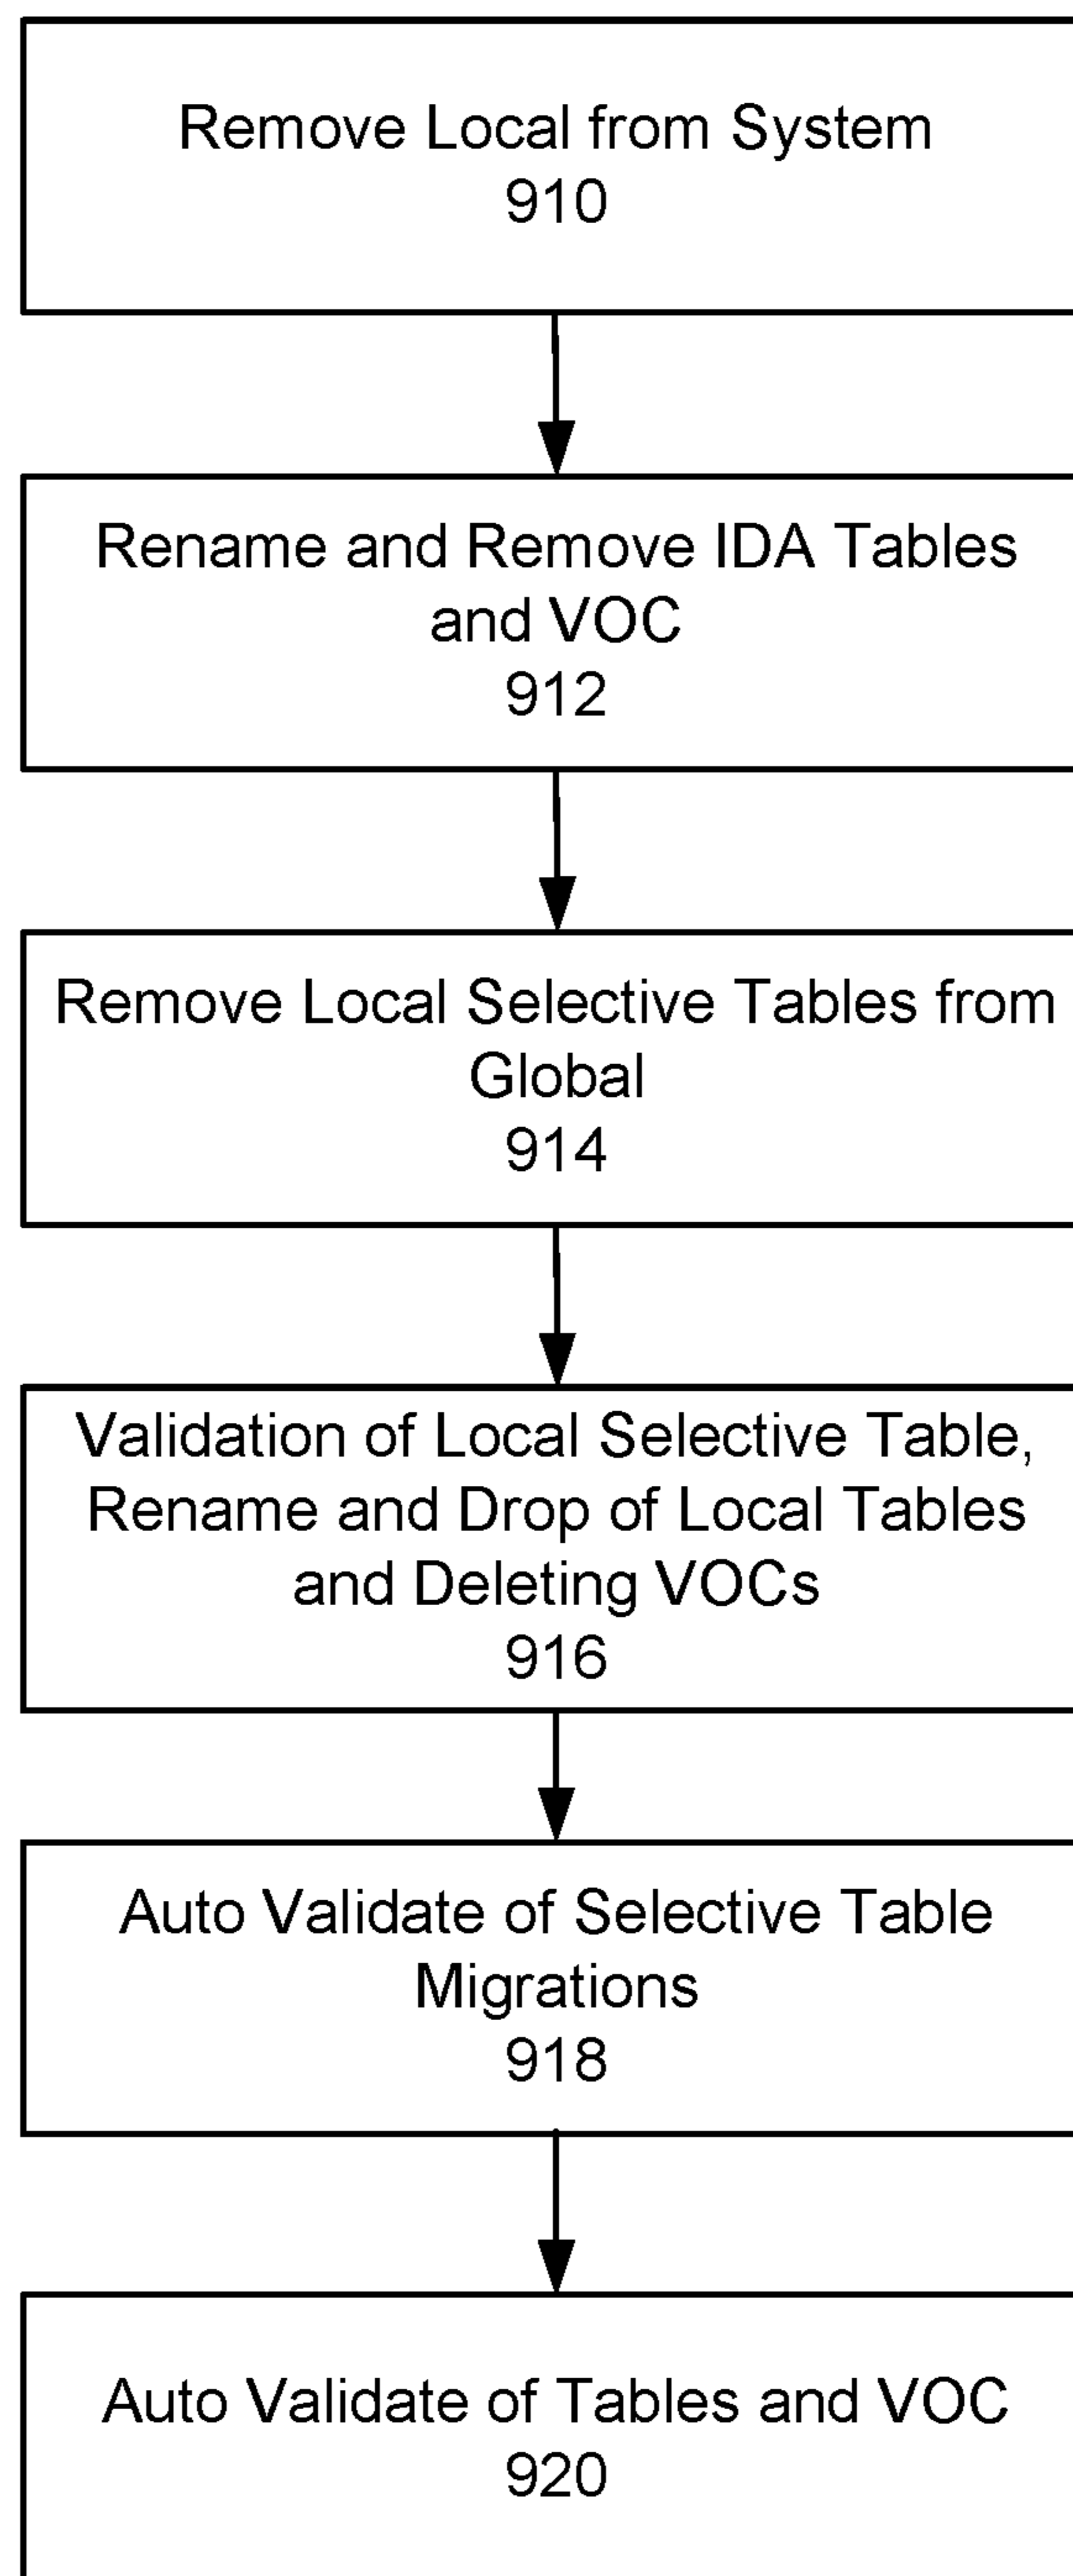 Remove Local from System
910
Rename and Remove IDA Tables
and VOC
912
Remove Local Selective Tables from
Global
914
Validation of Local Selective Table,
Rename and Drop of Local Tables
and Deleting VOCs
916
Auto Validate of Selective Table
Migrations
918
Auto Validate of Tables and VOC
920